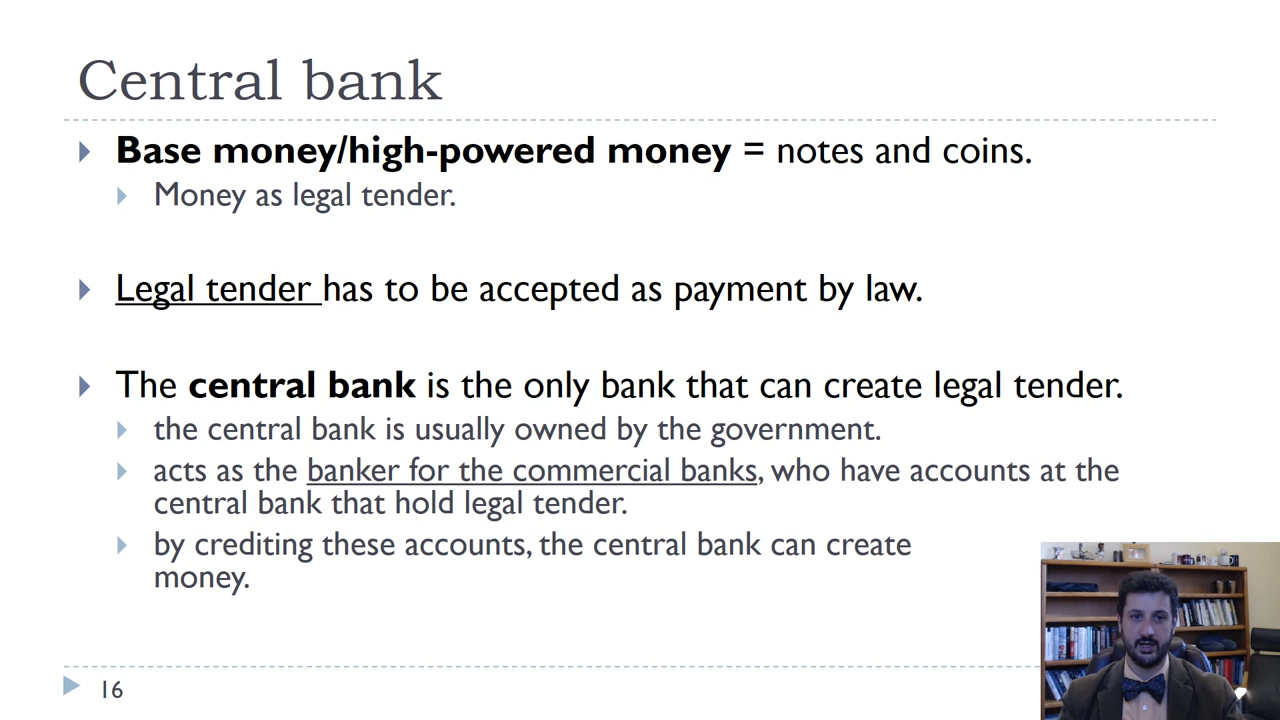 Central bank
Base money/high-powered money = notes and coins.
Money as legal tender.
Legal tender has to be accepted as payment by law.
The central bank is the only bank that can create legal tender.
the central bank is usually owned by the government.
acts as the banker for the commercial banks, who have accounts at the
central bank that hold legal tender.
by crediting these accounts, the central bank can create
money.
16